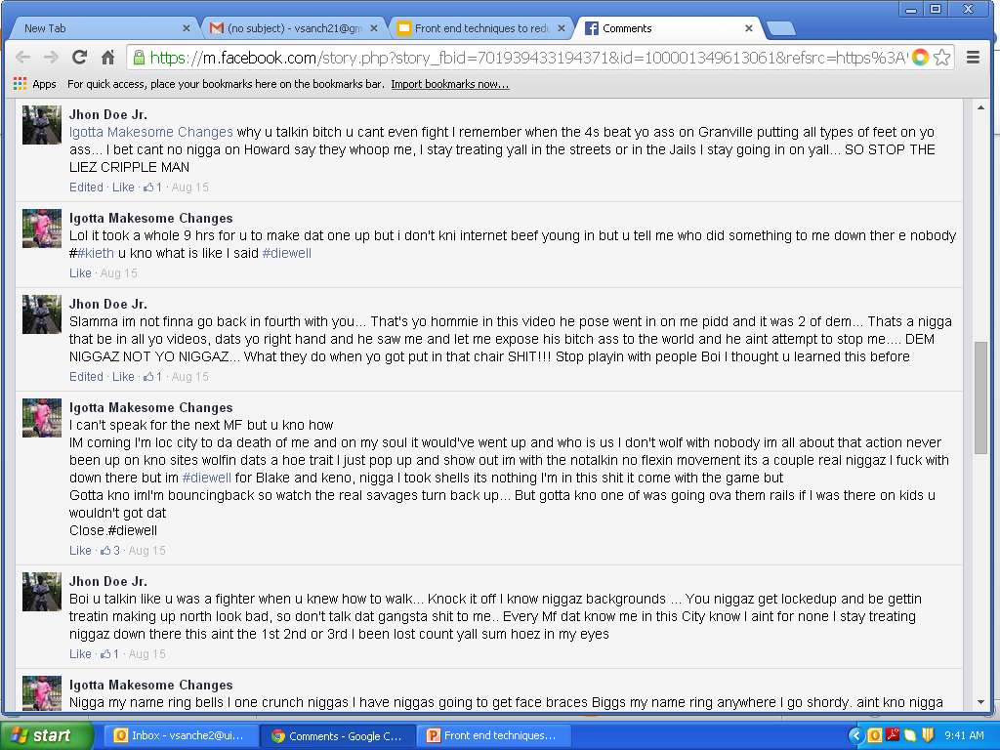 New Tab
(no subject) - vsanch21@gm
Front end techniques to redu
Comments
https://m.facebook.com/story.php?story_fbid=701939433194371&id=100001349613061&refsrc=https%3A'
Apps For quick access, place your bookmarks here on the bookmarks bar. Import bookmarks now...
Jhon Doe Jr.
Igotta Makesome Changes why u talkin bitch u cant even fight I remember when the 4s beat yo ass on Granville putting all types of feet on yo
ass... I bet cant no nigga on Howard say they whoop me, I stay treating yall in the streets or in the Jails I stay going in on yall... SO STOP THE
LIEZ CRIPPLE MAN
Edited · Like · 1 · Aug 15
Igotta Makesome Changes
Lol it took a whole 9 hrs for u to make dat one up but i don't kni internet beef young in but u tell me who did something to me down ther e nobody
##kieth u kno what is like I said #diewell
Like · Aug 15
Jhon Doe Jr.
Slamma im not finna go back in fourth with you... That's yo hommie in this video he pose went in on me pidd and it was 2 of dem... Thats a nigga
that be in all yo videos, dats yo right hand and he saw me and let me expose his bitch ass to the world and he aint attempt to stop me.... DEM
NIGGAZ NOT YO NIGGAZ... What they do when yo got put in that chair SHIT!!! Stop playin with people Boi I thought u learned this before
Edited · Like · 1 · Aug 15
Igotta Makesome Changes
I can't speak for the next MF but u kno how
IM coming I'm loc city to da death of me and on my soul it would've went up and who is us I don't wolf with nobody im all about that action never
been up on kno sites wolfin dats a hoe trait I just pop up and show out im with the notalkin no flexin movement its a couple real niggaz I fuck with
down there but im #diewell for Blake and keno, nigga I took shells its nothing I'm in this shit it come with the game but
Gotta kno imI'm bouncingback so watch the real savages turn back up... But gotta kno one of was going ova them rails if I was there on kids u
wouldn't got dat
Close.#diewell
Like · 3 · Aug 15
Jhon Doe Jr.
Boi u talkin like u was a fighter when u knew how to walk... Knock it off I know niggaz backgrounds ... You niggaz get lockedup and be gettin
treatin making up north look bad, so don't talk dat gangsta shit to me.. Every Mf dat know me in this City know I aint for none I stay treating
niggaz down there this aint the 1st 2nd or 3rd I been lost count yall sum hoez in my eyes
Like · 1 · Aug 15
Igotta Makesome Changes
Nigga my name ring bells I one crunch niggas I have niggas going to get face braces Biggs my name ring anywhere I go shordy. aint kno nigga
start
Inbox - vsanche2@ui...
Comments - Google C...
Front end techniques...
9:41 AM